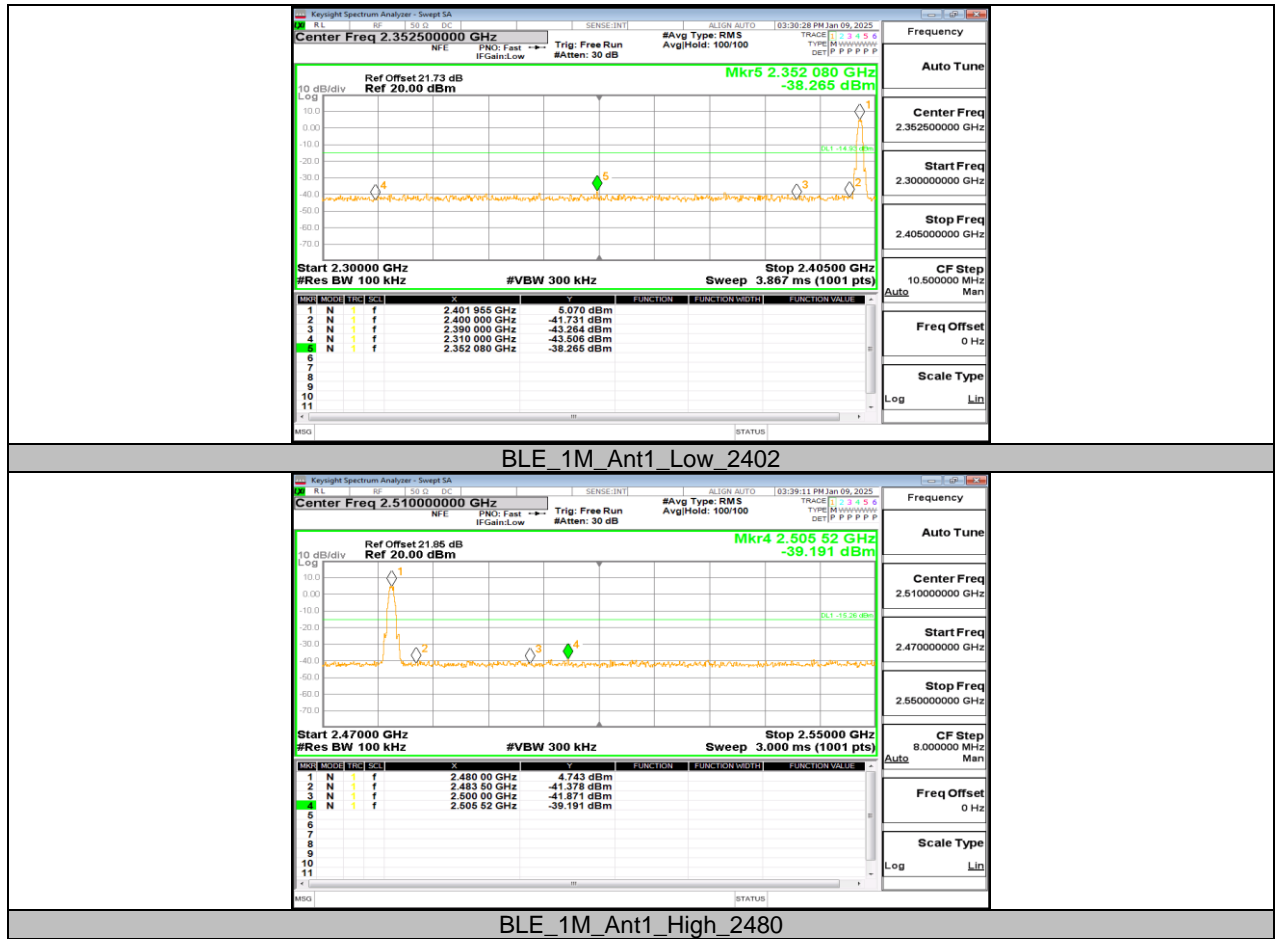 Keysight Spectrum Analyzer - Swept SA
RL RF 50 Ω DC SENSE:INT ALIGN AUTO 03:30:28 PM Jan 09, 2025
Center Freq 2.352500000 GHz
NFE PNO: Fast Trig: Free Run #Avg Type: RMS TRACE 1 2 3 4 5 6
IFGain:Low #Atten: 30 dB Avg|Hold: 100/100 TYPE M WWWWW
DET P P P P P P
Frequency
Auto Tune
Ref Offset 21.73 dB Mkr5 2.352 080 GHz
10 dB/div Ref 20.00 dBm -38.265 dBm
Log
10.0
0.00
-10.0
-20.0
-30.0
-40.0
-50.0
-60.0
-70.0
1
2
3
4
5
Center Freq
2.352500000 GHz
Start Freq
2.300000000 GHz
Stop Freq
2.405000000 GHz
Start 2.30000 GHz Stop 2.40500 GHz
#Res BW 100 kHz #VBW 300 kHz Sweep 3.867 ms (1001 pts)
CF Step
10.500000 MHz
Auto Man
MKR MODE TRC SCL X Y FUNCTION FUNCTION WIDTH FUNCTION VALUE
1 N 1 f 2.401 955 GHz 5.070 dBm
2 N 1 f 2.400 000 GHz -41.731 dBm
3 N 1 f 2.390 000 GHz -43.264 dBm
4 N 1 f 2.310 000 GHz -43.506 dBm
5 N 1 f 2.352 080 GHz -38.265 dBm
6
7
8
9
10
11
Freq Offset
0 Hz
Scale Type
Log Lin
MSG STATUS
BLE_1M_Ant1_Low_2402
Keysight Spectrum Analyzer - Swept SA
RL RF 50 Ω DC SENSE:INT ALIGN AUTO 03:39:11 PM Jan 09, 2025
Center Freq 2.510000000 GHz
NFE PNO: Fast Trig: Free Run #Avg Type: RMS TRACE 1 2 3 4 5 6
IFGain:Low #Atten: 30 dB Avg|Hold: 100/100 TYPE M WWWWW
DET P P P P P P
Frequency
Auto Tune
Ref Offset 21.85 dB Mkr4 2.505 52 GHz
10 dB/div Ref 20.00 dBm -39.191 dBm
Log
10.0
0.00
-10.0
-20.0
-30.0
-40.0
-50.0
-60.0
-70.0
1
2
3
4
DL1 -15.26 dBm
Center Freq
2.510000000 GHz
Start Freq
2.470000000 GHz
Stop Freq
2.550000000 GHz
Start 2.47000 GHz Stop 2.55000 GHz
#Res BW 100 kHz #VBW 300 kHz Sweep 3.000 ms (1001 pts)
CF Step
8.000000 MHz
Auto Man
MKR MODE TRC SCL X Y FUNCTION FUNCTION WIDTH FUNCTION VALUE
1 N 1 f 2.480 00 GHz 4.743 dBm
2 N 1 f 2.483 50 GHz -41.378 dBm
3 N 1 f 2.500 00 GHz -41.871 dBm
4 N 1 f 2.505 52 GHz -39.191 dBm
5
6
7
8
9
10
11
Freq Offset
0 Hz
Scale Type
Log Lin
MSG STATUS
BLE_1M_Ant1_High_2480